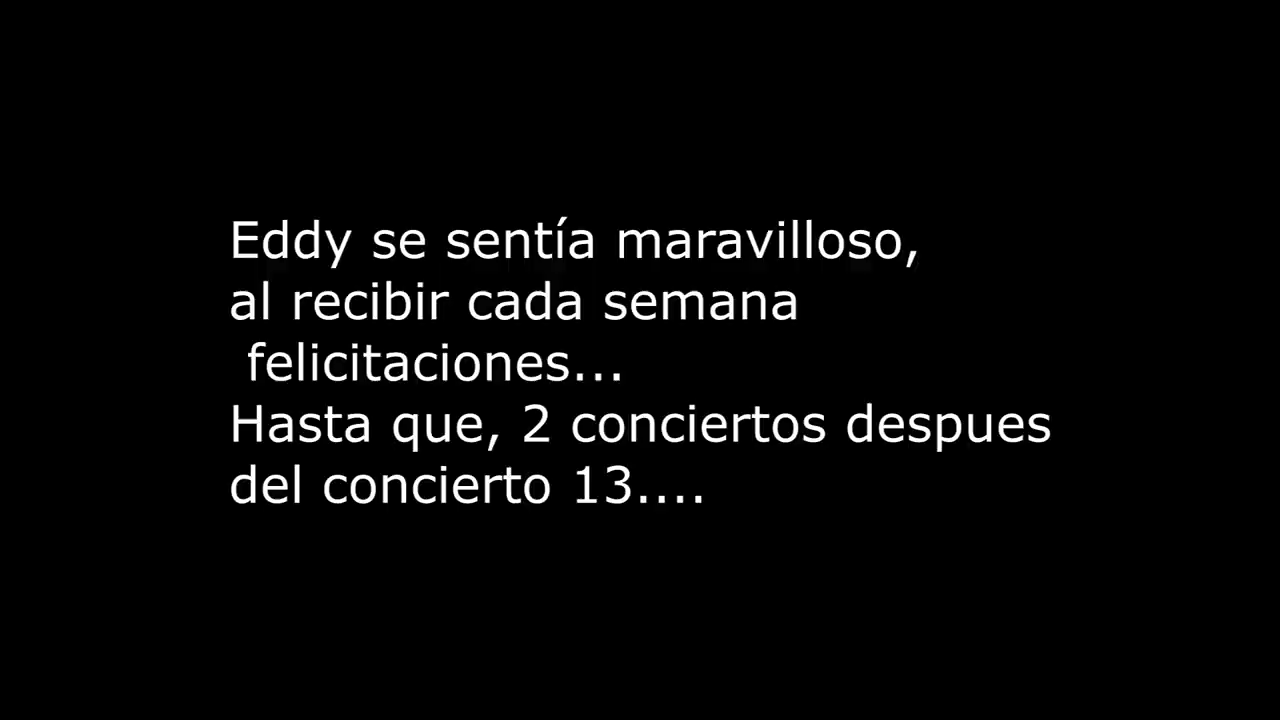 Eddy se sentía maravilloso,
al recibir cada semana
felicitaciones...
Hasta que, 2 conciertos despues
del concierto 13....